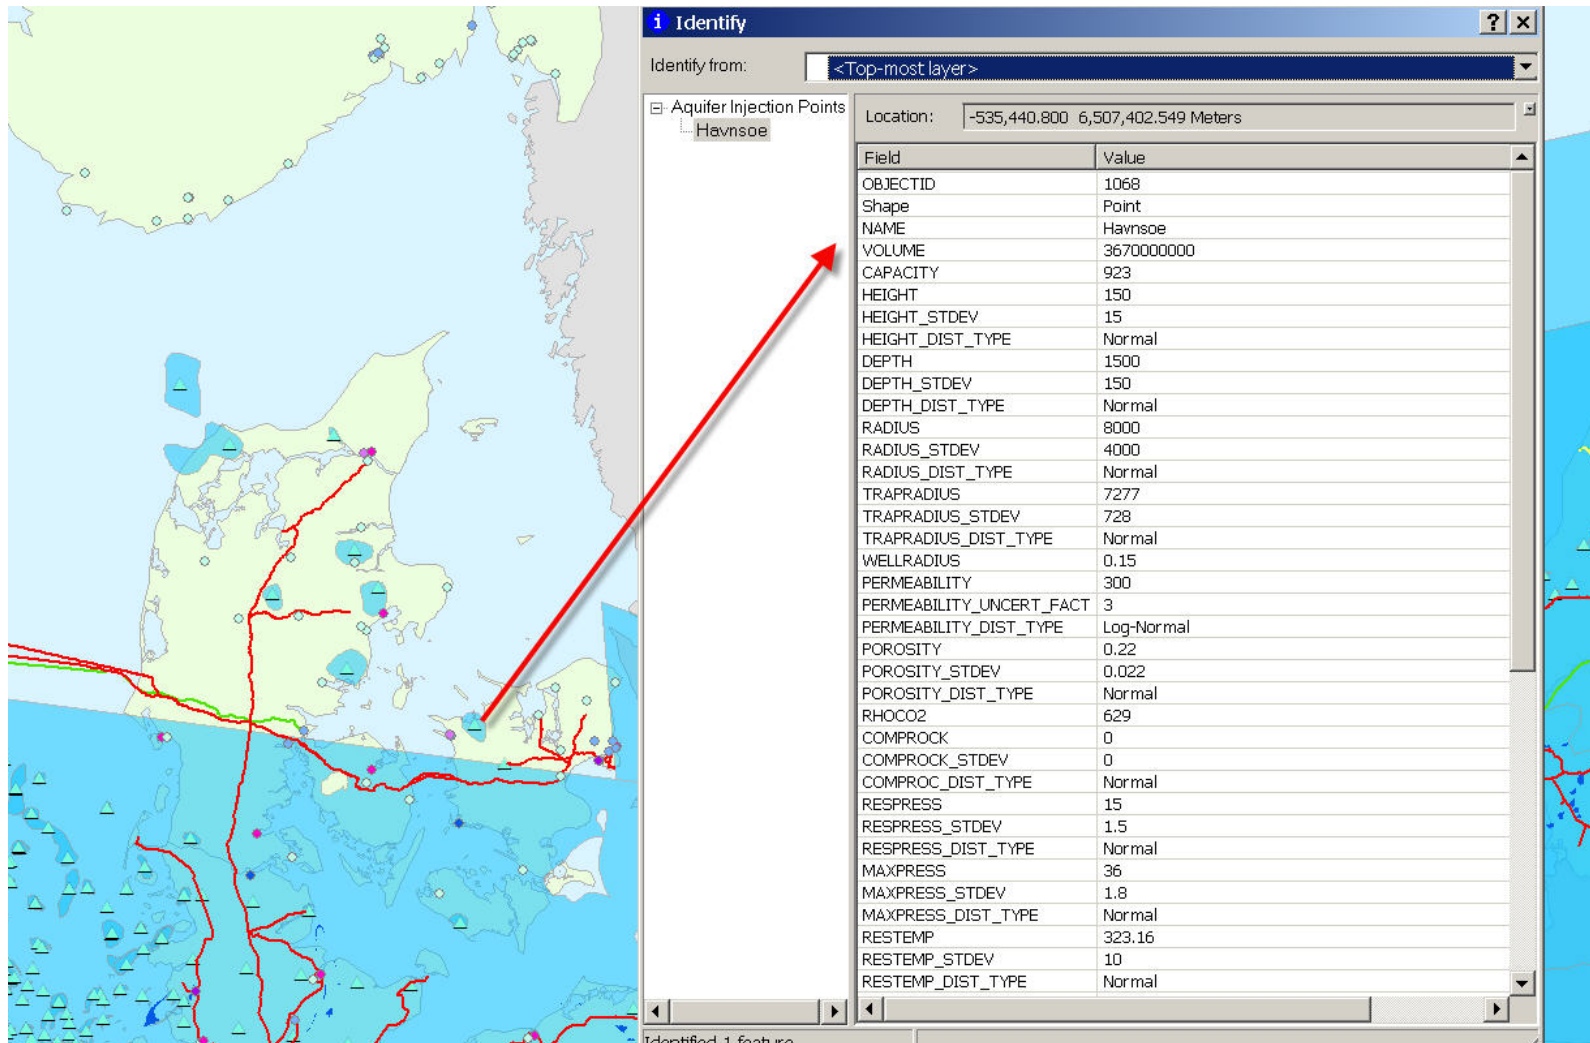 Identify
Identify from: <Top-most layer>
Aquifer Injection Points
Havnsoe
Location: -535,440.800 6,507,402.549 Meters
Field Value
OBJECTID 1068
Shape Point
NAME Havnsoe
VOLUME 3670000000
CAPACITY 923
HEIGHT 150
HEIGHT_STDEV 15
HEIGHT_DIST_TYPE Normal
DEPTH 1500
DEPTH_STDEV 150
DEPTH_DIST_TYPE Normal
RADIUS 8000
RADIUS_STDEV 4000
RADIUS_DIST_TYPE Normal
TRAPRADIUS 7277
TRAPRADIUS_STDEV 728
TRAPRADIUS_DIST_TYPE Normal
WELLRADIUS 0.15
PERMEABILITY 300
PERMEABILITY_UNCERT_FACT 3
PERMEABILITY_DIST_TYPE Log-Normal
POROSITY 0.22
POROSITY_STDEV 0.022
POROSITY_DIST_TYPE Normal
RHOCO2 629
COMPROCK 0
COMPROCK_STDEV 0
COMPROC_DIST_TYPE Normal
RESPRESS 15
RESPRESS_STDEV 1.5
RESPRESS_DIST_TYPE Normal
MAXPRESS 36
MAXPRESS_STDEV 1.8
MAXPRESS_DIST_TYPE Normal
RESTEMP 323.16
RESTEMP_STDEV 10
RESTEMP_DIST_TYPE Normal
Identified 1 feature